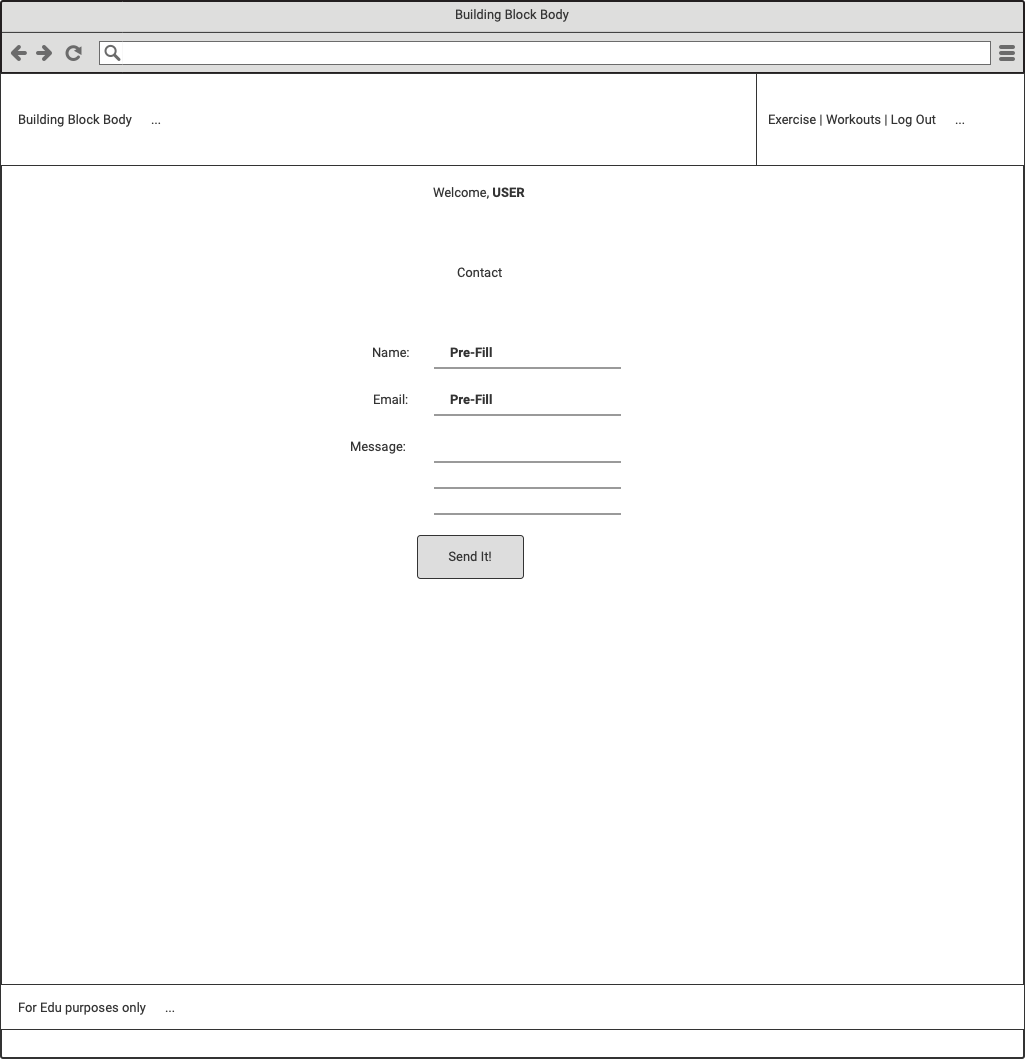 Building Block Body
Building Block Body ...
Exercise | Workouts | Log Out ...
Welcome, USER
Contact
Name: Pre-Fill
Email: Pre-Fill
Message:
Send It!
For Edu purposes only ...